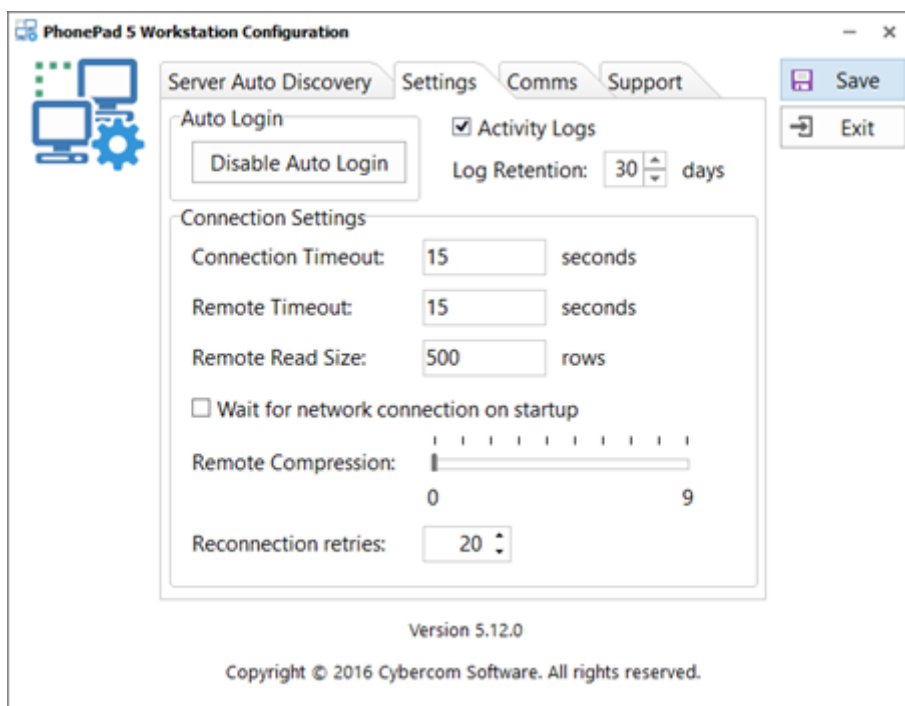 PhonePad 5 Workstation Configuration
Server Auto Discovery Settings Comms Support
Save
Exit
Auto Login
Disable Auto Login
Activity Logs
Log Retention: 30 days
Connection Settings
Connection Timeout: 15 seconds
Remote Timeout: 15 seconds
Remote Read Size: 500 rows
Wait for network connection on startup
Remote Compression:
0 9
Reconnection retries: 20
Version 5.12.0
Copyright © 2016 Cybercom Software. All rights reserved.